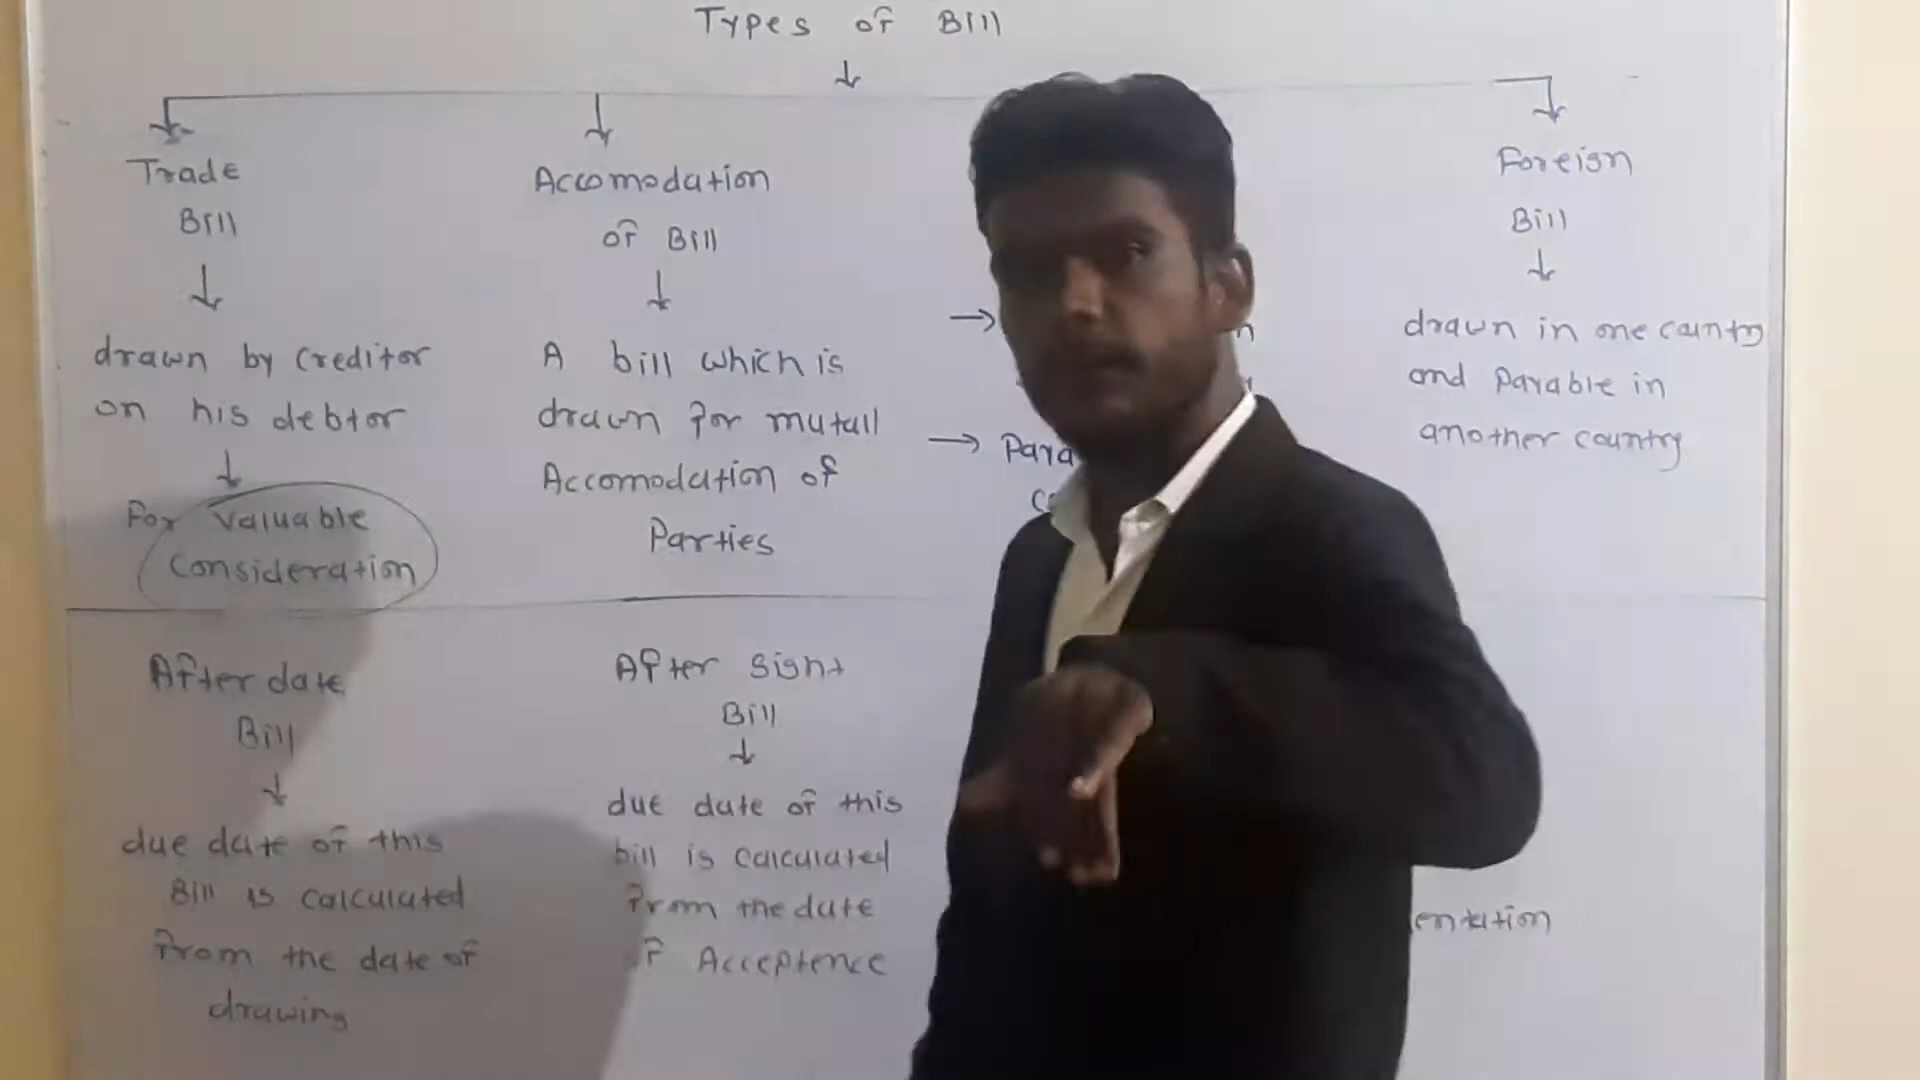 Types of Bill
Trade
Bill
drawn by Creditor
on his debtor
For Valuable
Consideration
Accomodation
of Bill
A bill which is
drawn for mutall
Accomodation of
Parties
Foreign
Bill
drawn in one country
and Payable in
another country
After date
Bill
due date of this
Bill is calculated
from the date of
drawing
After sight
Bill
due date of this
bill is calculated
from the date
of Acceptence